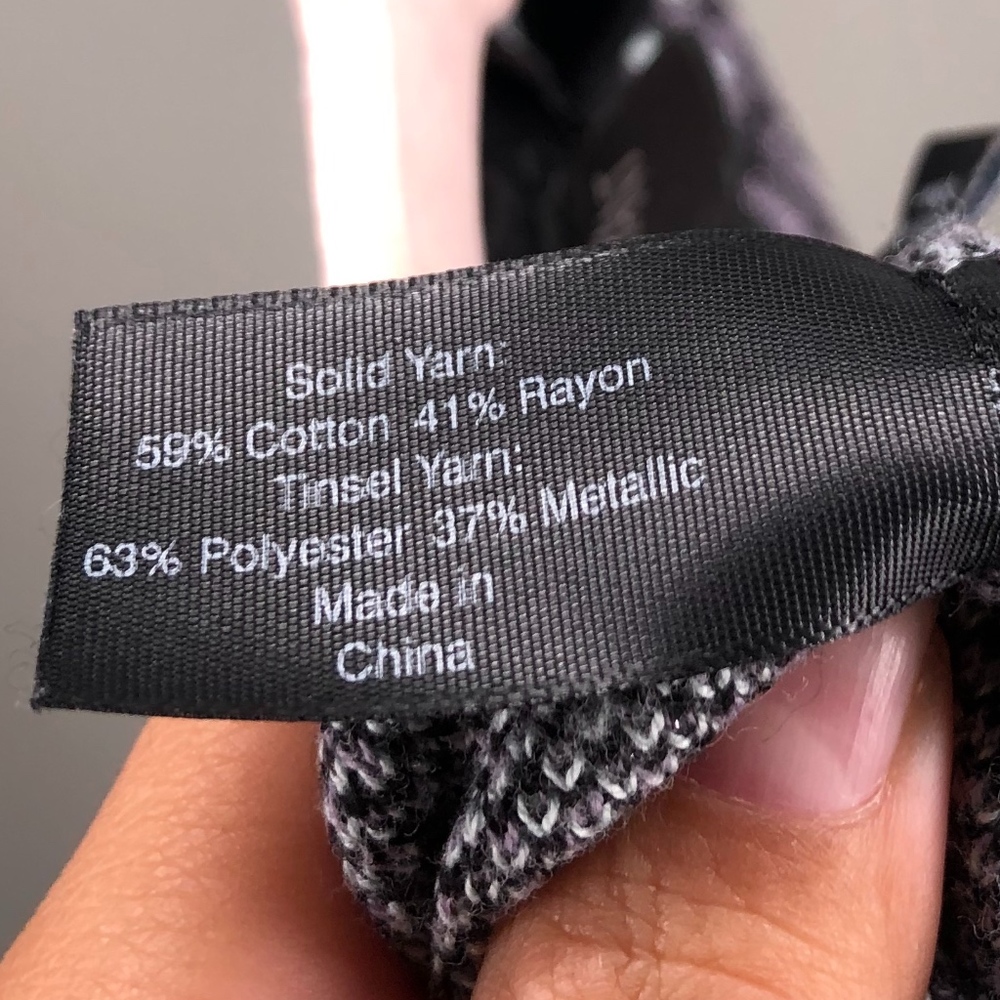 Solid Yarn:
59% Cotton 41% Rayon
Tinsel Yarn:
63% Polyester 37% Metallic
Made in
China